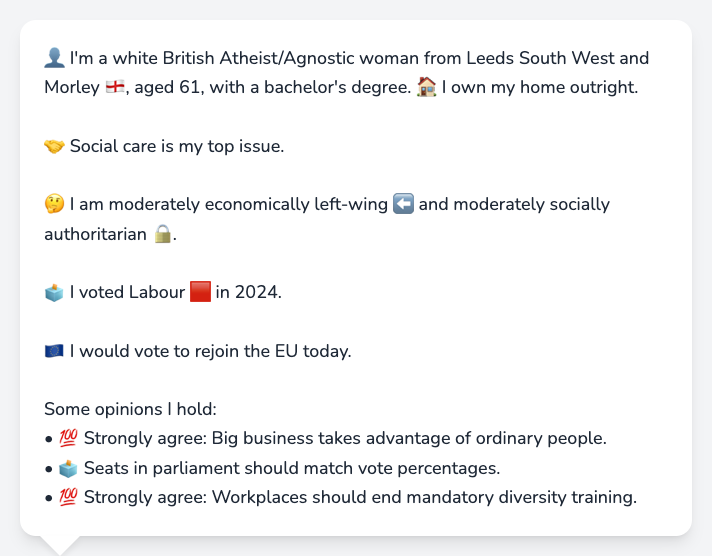 👤 I'm a white British Atheist/Agnostic woman from Leeds South West and
Morley 🏴󠁧󠁢󠁥󠁮󠁧󠁿, aged 61, with a bachelor's degree. 🏠 I own my home outright.
🤝 Social care is my top issue.
🤔 I am moderately economically left-wing ⬅️ and moderately socially
authoritarian 🔒.
🗳️ I voted Labour 🟥 in 2024.
🇪🇺 I would vote to rejoin the EU today.
Some opinions I hold:
• 💯 Strongly agree: Big business takes advantage of ordinary people.
• 🗳️ Seats in parliament should match vote percentages.
• 💯 Strongly agree: Workplaces should end mandatory diversity training.